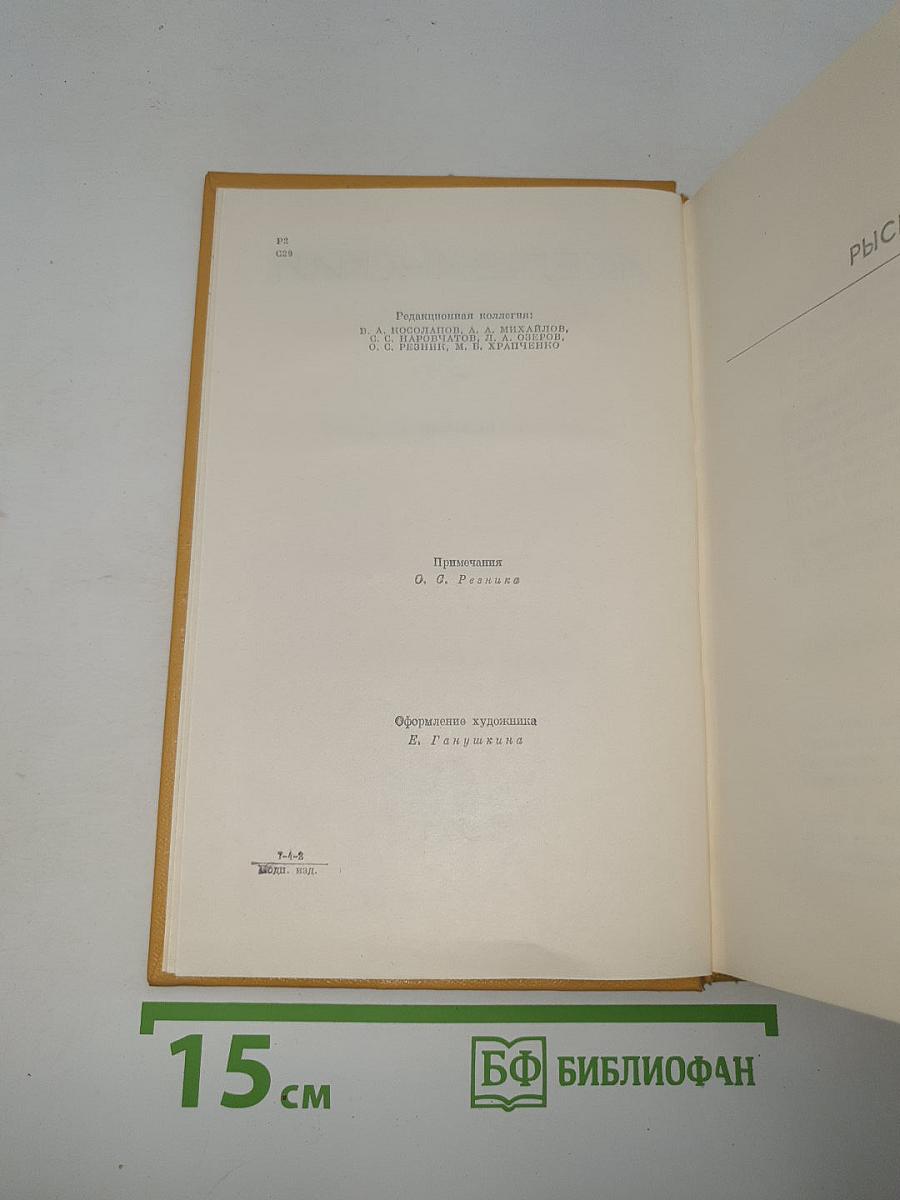 Р2
С29
Редакционная коллегия:
В. А. КОСОЛАПОВ, А. А. МИХАЙЛОВ,
С. С. НАРОВЧАТОВ, Л. А. ОЗЕРОВ,
О. С. РЕЗНИК, М. Б. ХРАПЧЕНКО
Примечания
О. С. Резника
Оформление художника
Е. Ганушкина
7-4-2
Подп. изд.
РЫС
15 см
БФ БИБЛИОФАН